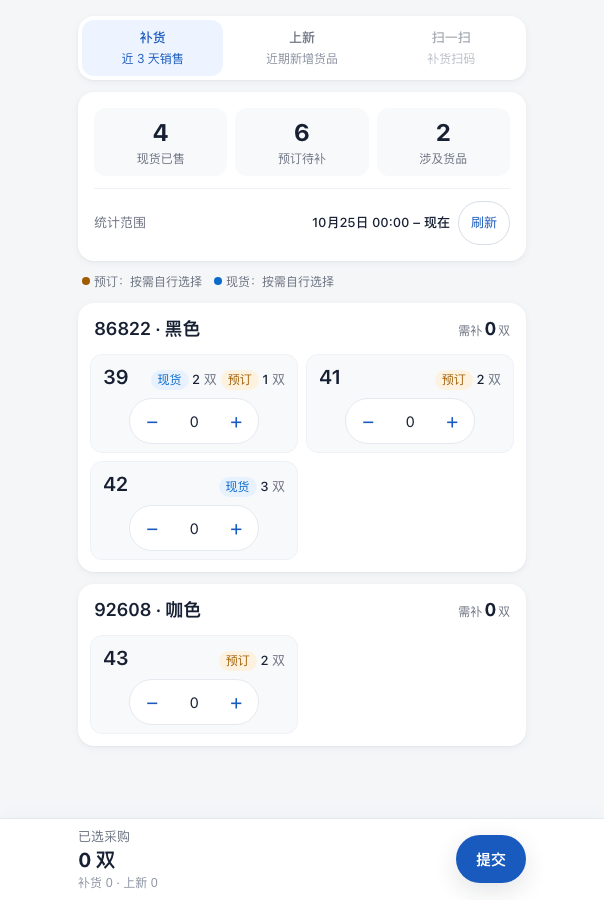 补货
近 3 天销售
上新
近期新增货品
扫一扫
补货扫码
4
现货已售
6
预订待补
2
涉及货品
统计范围
10月25日 00:00 – 现在
刷新
预订：按需自行选择 现货：按需自行选择
86822 · 黑色
需补 0 双
39 现货 2 双 预订 1 双
− 0 +
41 预订 2 双
− 0 +
42 现货 3 双
− 0 +
92608 · 咖色
需补 0 双
43 预订 2 双
− 0 +
已选采购
0 双
补货 0 · 上新 0
提交